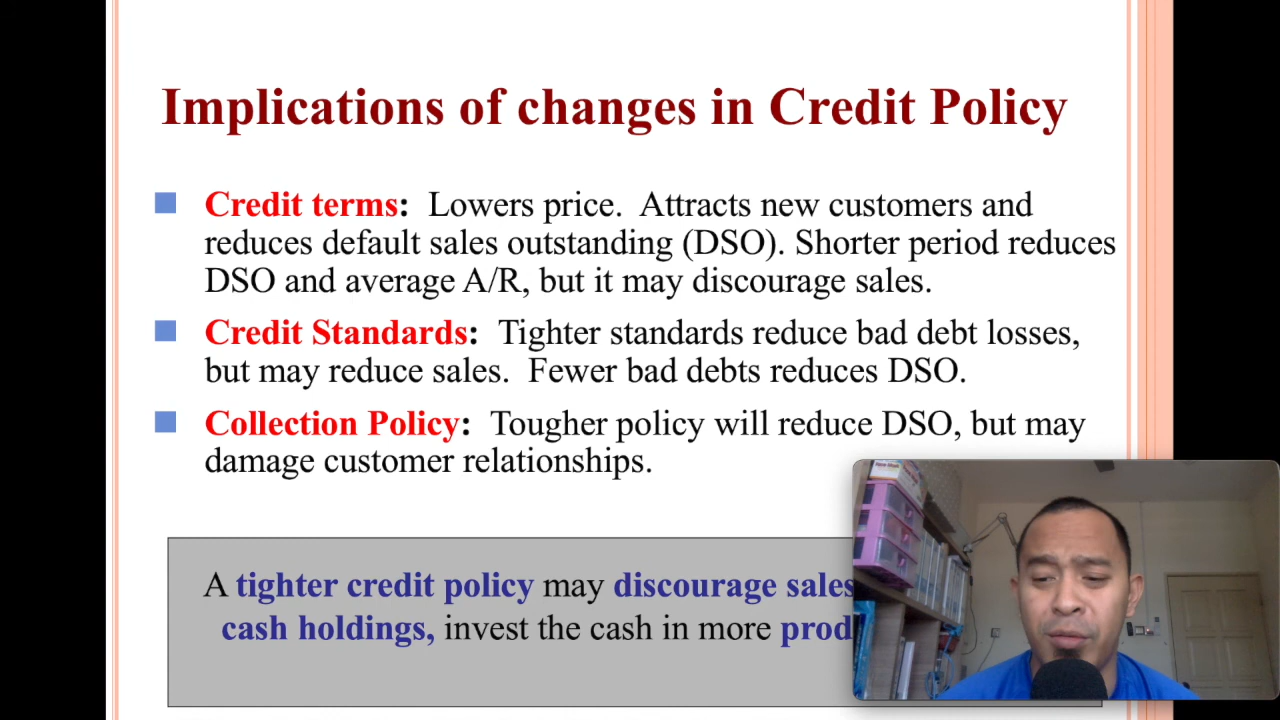 Implications of changes in Credit Policy
Credit terms: Lowers price. Attracts new customers and
reduces default sales outstanding (DSO). Shorter period reduces
DSO and average A/R, but it may discourage sales.
Credit Standards: Tighter standards reduce bad debt losses,
but may reduce sales. Fewer bad debts reduces DSO.
Collection Policy: Tougher policy will reduce DSO, but may
damage customer relationships.
A tighter credit policy may discourage sales
cash holdings, invest the cash in more